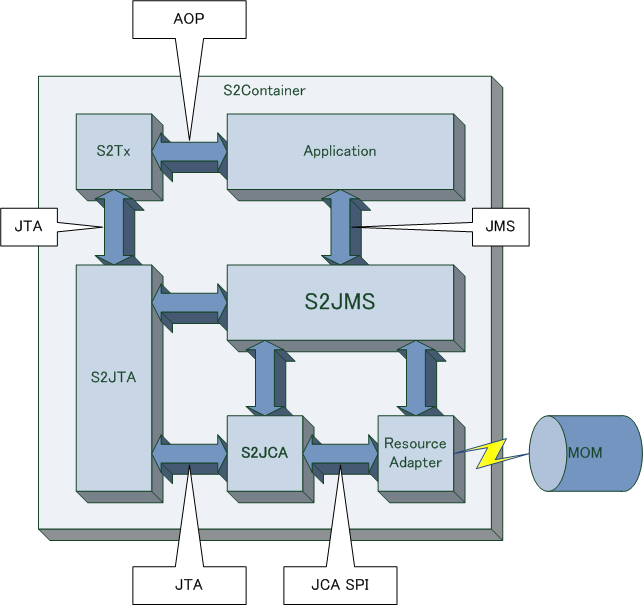 AOP
S2Container
S2Tx
Application
JTA
JMS
S2JMS
S2JTA
S2JCA
Resource
Adapter
MOM
JTA
JCA SPI